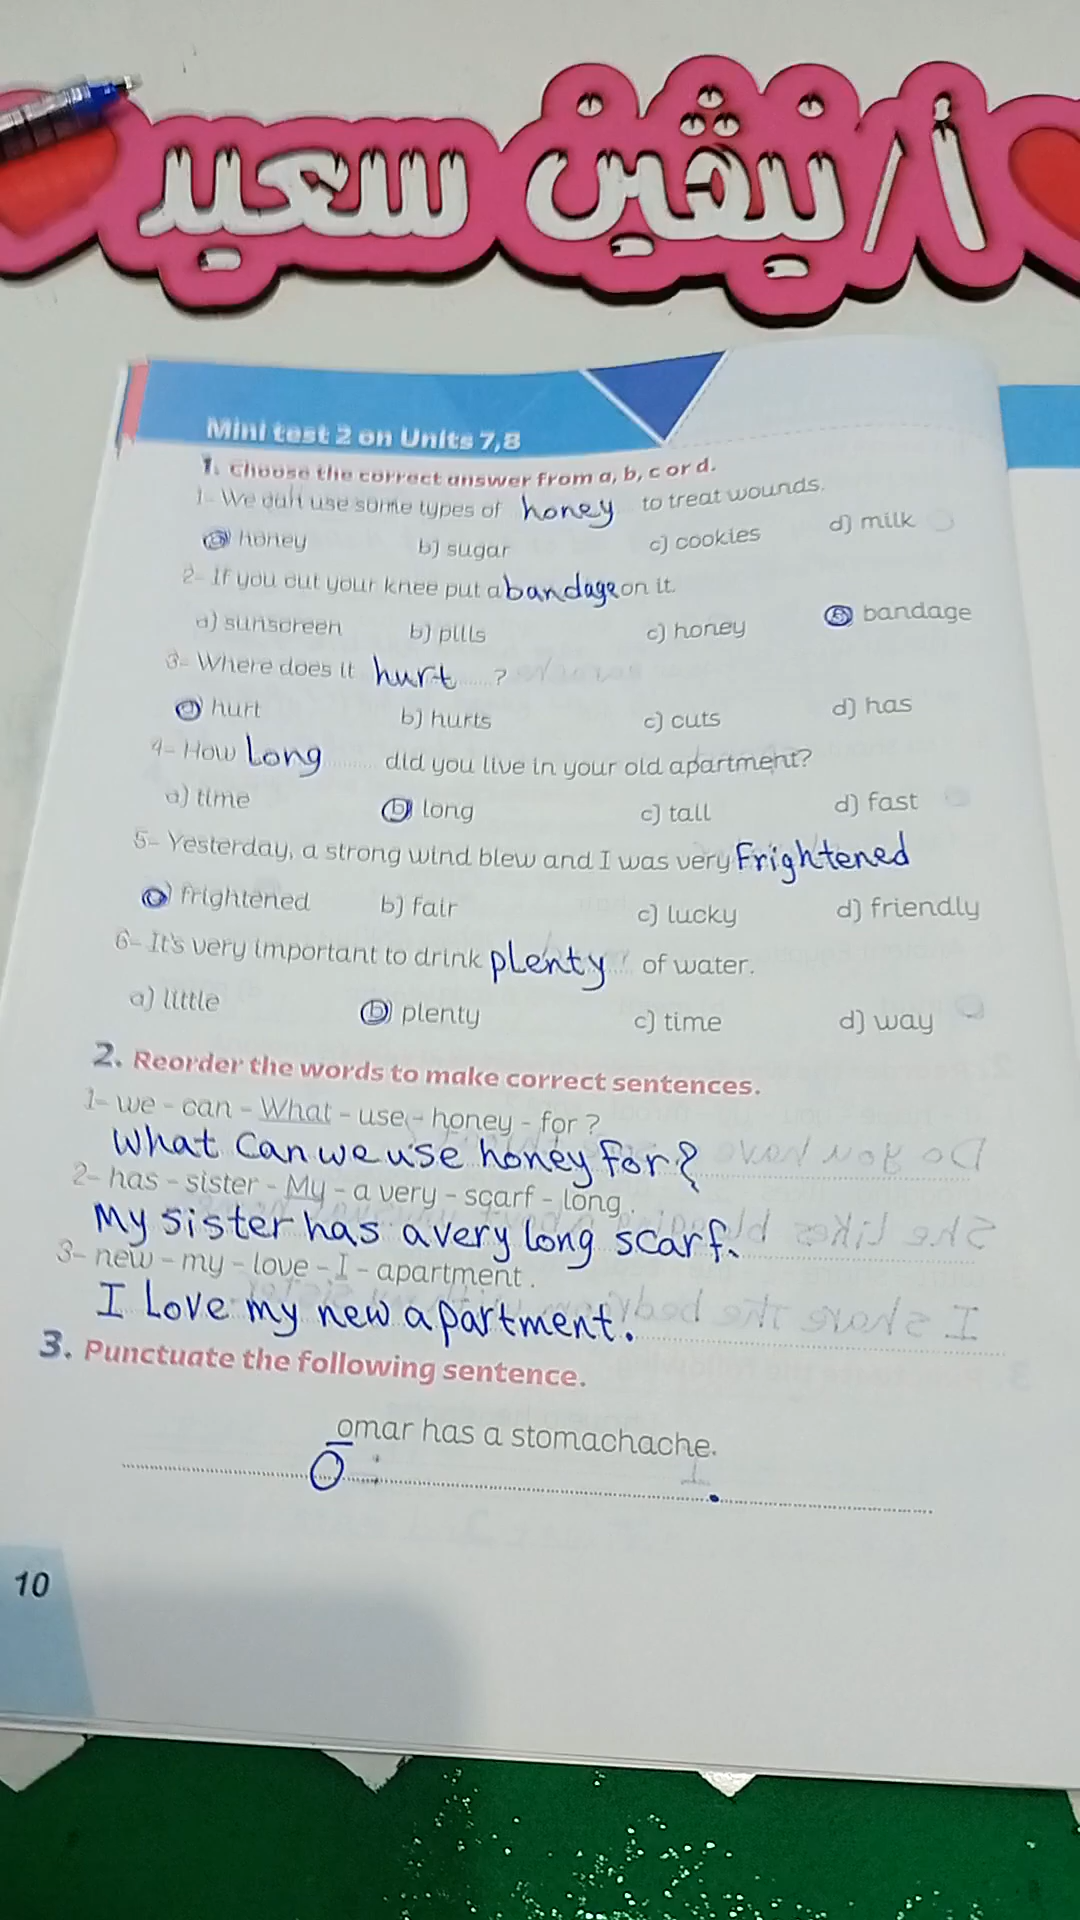 أ/ نيڤين سعيد
Mini test 2 on Units 7,8
1. Choose the correct answer from a, b, c or d.
1- We can use some types of honey to treat wounds.
a) honey b) sugar c) cookies d) milk
2- If you cut your knee put a bandage on it.
a) sunscreen b) pills c) honey d) bandage
3- Where does it hurt ?
a) hurt b) hurts c) cuts d) has
4- How Long did you live in your old apartment?
a) time b) long c) tall d) fast
5- Yesterday, a strong wind blew and I was very Frightened
a) frightened b) fair c) lucky d) friendly
6- It's very important to drink plenty of water.
a) little b) plenty c) time d) way
2. Reorder the words to make correct sentences.
1- we - can - What - use - honey - for ?
What Can we use honey For?
2- has - sister - My - a very - scarf - long .
My sister has a very long scarf.
3- new - my - love - I - apartment .
I Love my new apartment.
3. Punctuate the following sentence.
omar has a stomachache.
O .
10